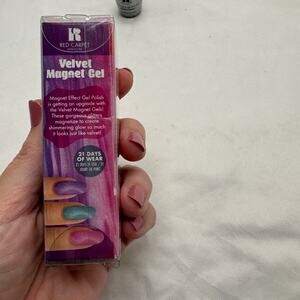 RED CARPET
MANICURE
Velvet
Magnet Gel
Magnet Effect Gel Polish
is getting an upgrade with
the Velvet Magnet Gels!
These gorgeous glitters
magnetize to create
shimmering glow so much
it looks just like velvet!
21 DAYS
OF WEAR